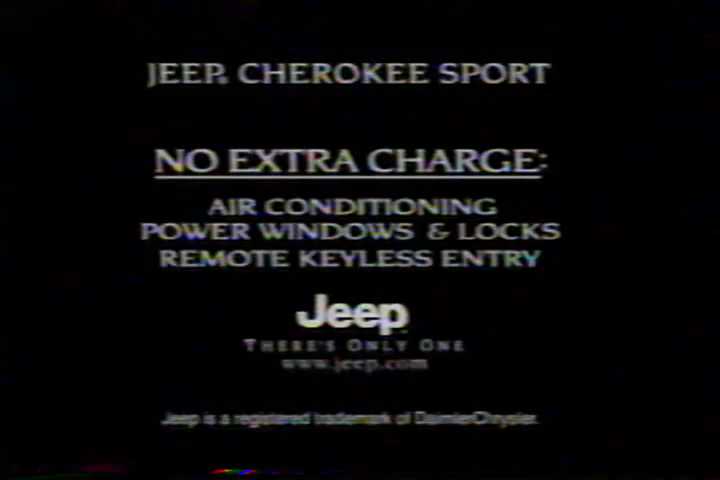 JEEP® CHEROKEE SPORT
NO EXTRA CHARGE:
AIR CONDITIONING
POWER WINDOWS & LOCKS
REMOTE KEYLESS ENTRY
Jeep
THERE'S ONLY ONE
www.jeep.com
Jeep is a registered trademark of DaimlerChrysler.